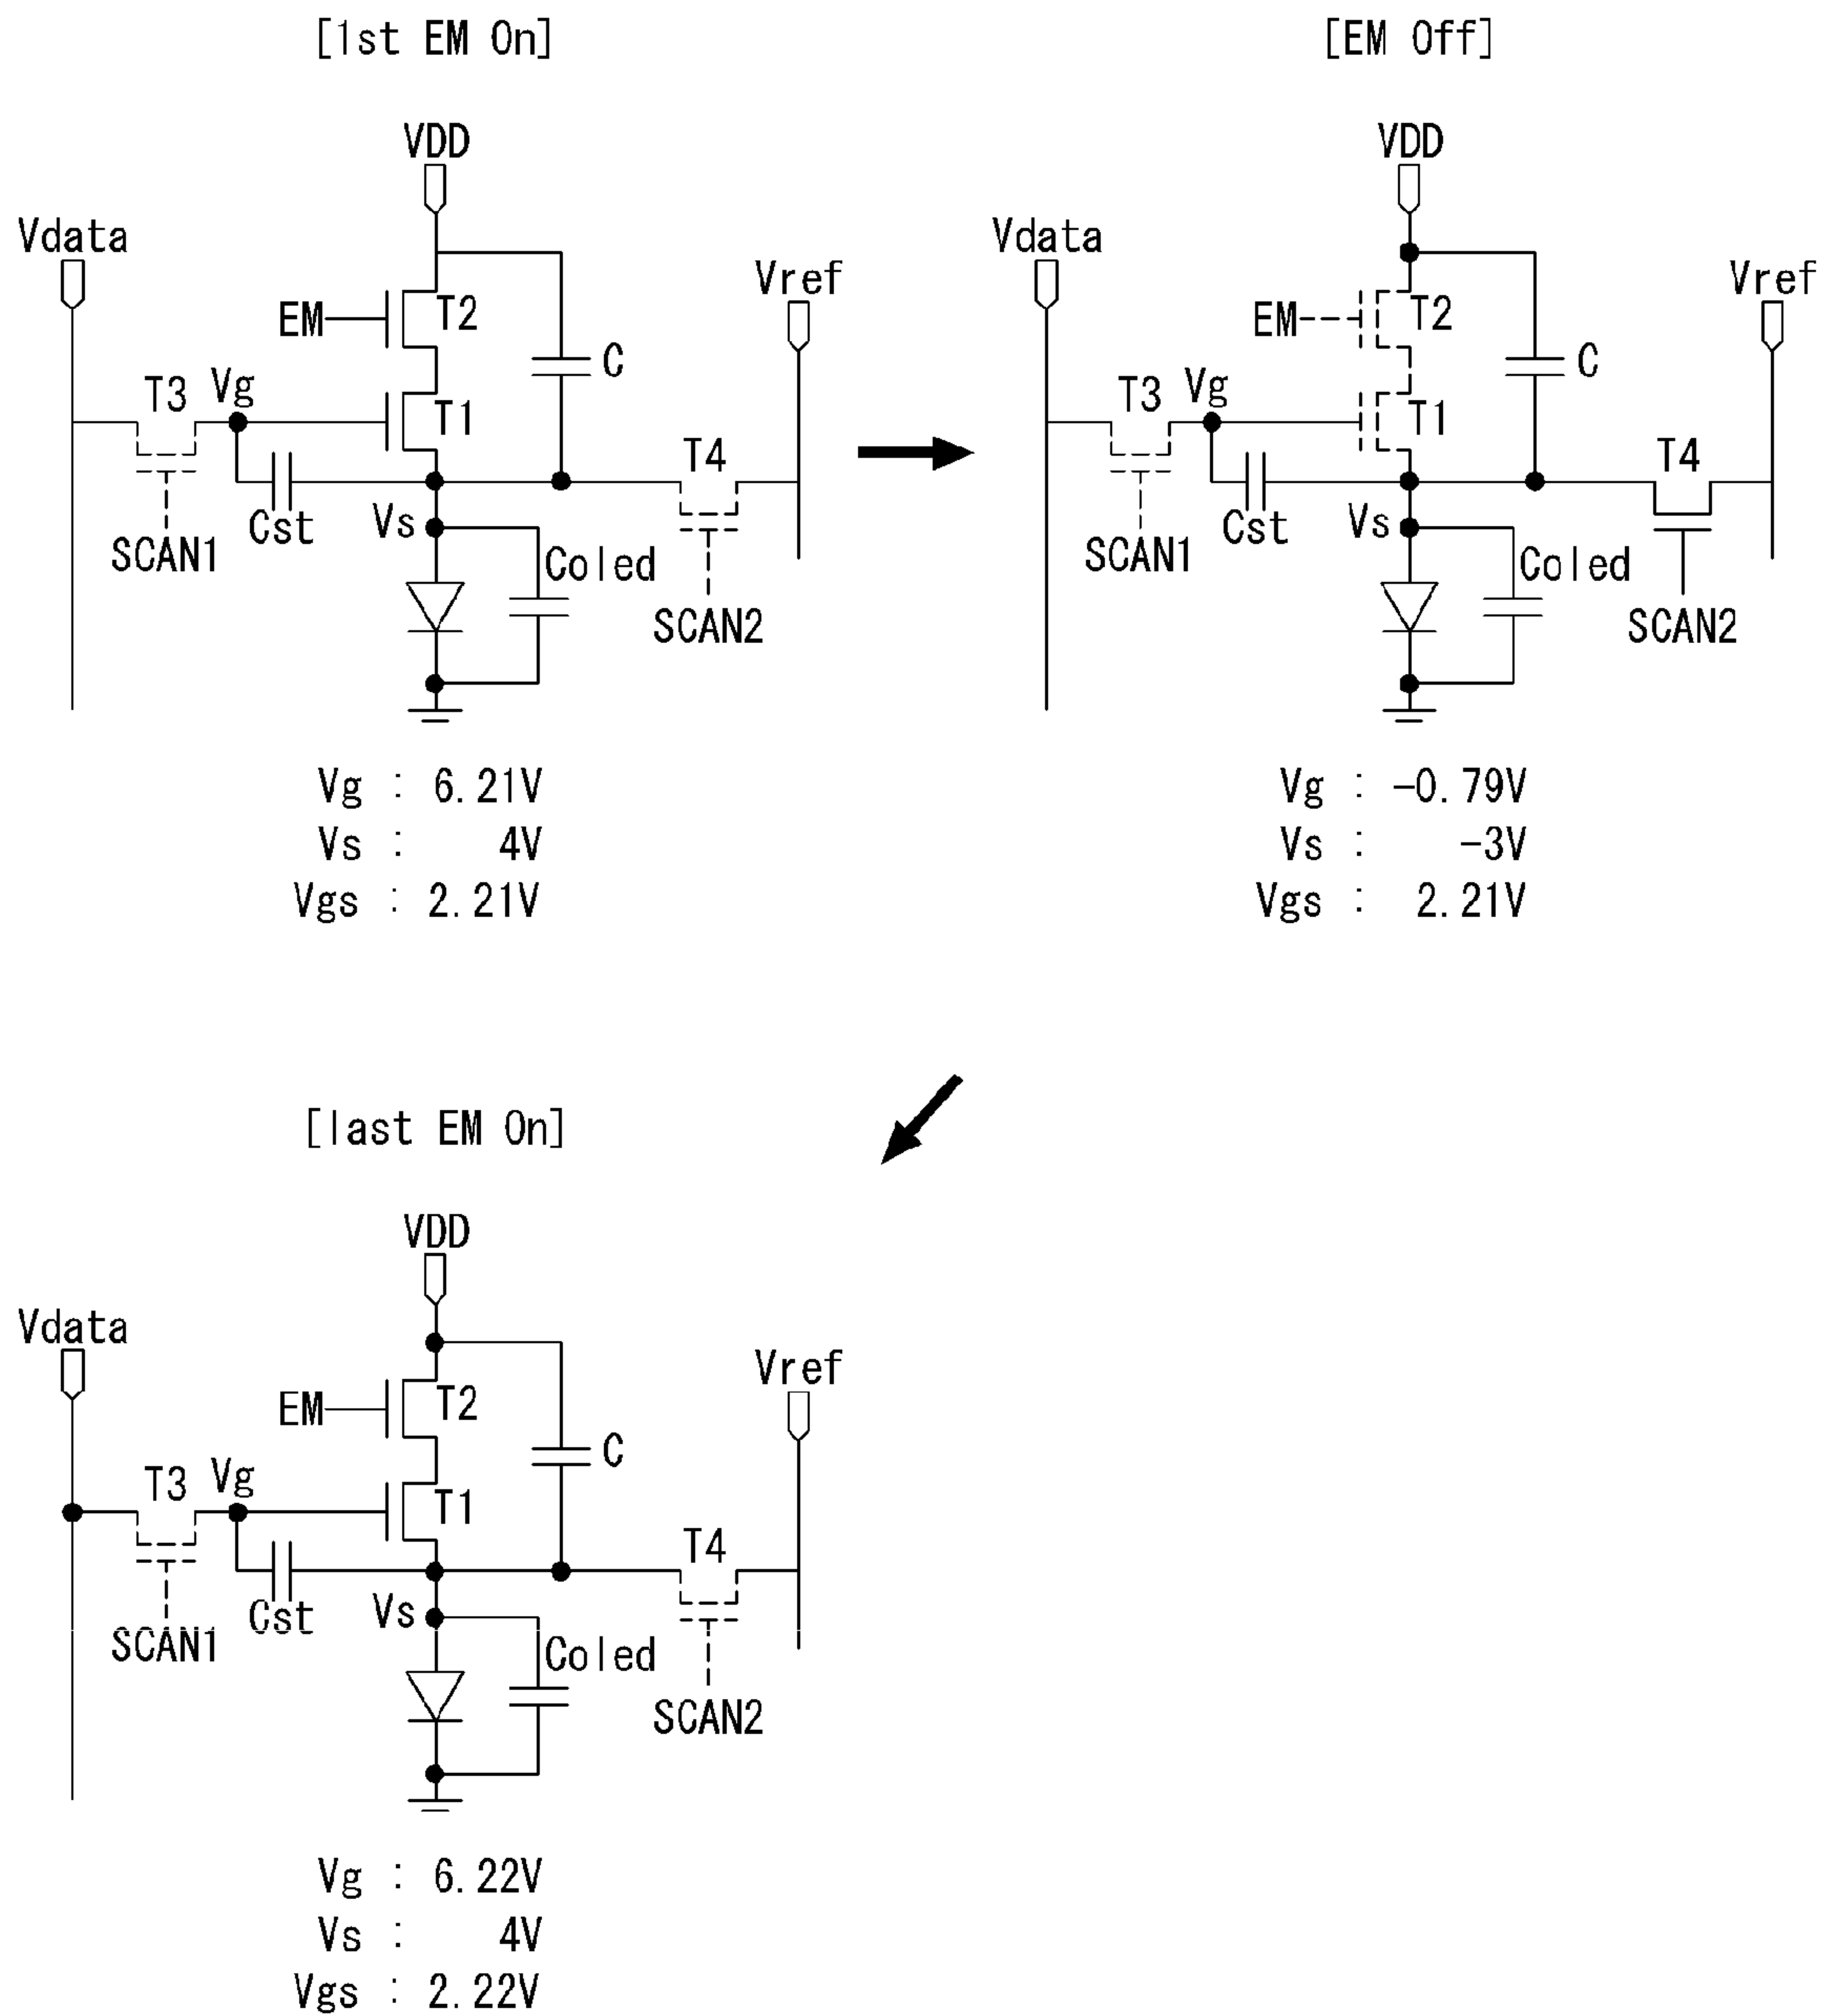 [1st EM On]
VDD
Vdata
Vref
EM
T2
C
T3
Vg
T1
T4
Cst
Vs
SCAN1
Coled
SCAN2
Vg : 6.21V
Vs : 4V
Vgs : 2.21V
[EM Off]
VDD
Vdata
Vref
EM
T2
C
T3
Vg
T1
T4
Cst
Vs
SCAN1
Coled
SCAN2
Vg : -0.79V
Vs : -3V
Vgs : 2.21V
[last EM On]
VDD
Vdata
Vref
EM
T2
C
T3
Vg
T1
T4
Cst
Vs
SCAN1
Coled
SCAN2
Vg : 6.22V
Vs : 4V
Vgs : 2.22V